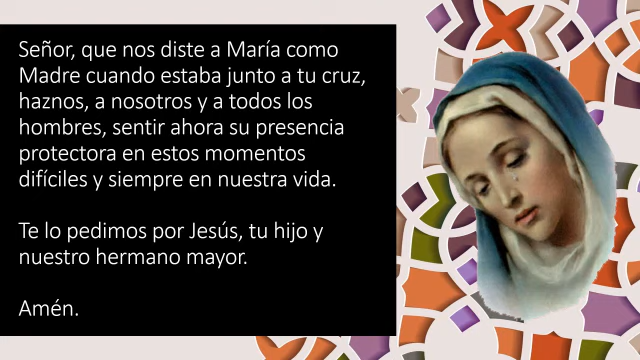 Señor, que nos diste a María como
Madre cuando estaba junto a tu cruz,
haznos, a nosotros y a todos los
hombres, sentir ahora su presencia
protectora en estos momentos
difíciles y siempre en nuestra vida.
Te lo pedimos por Jesús, tu hijo y
nuestro hermano mayor.
Amén.